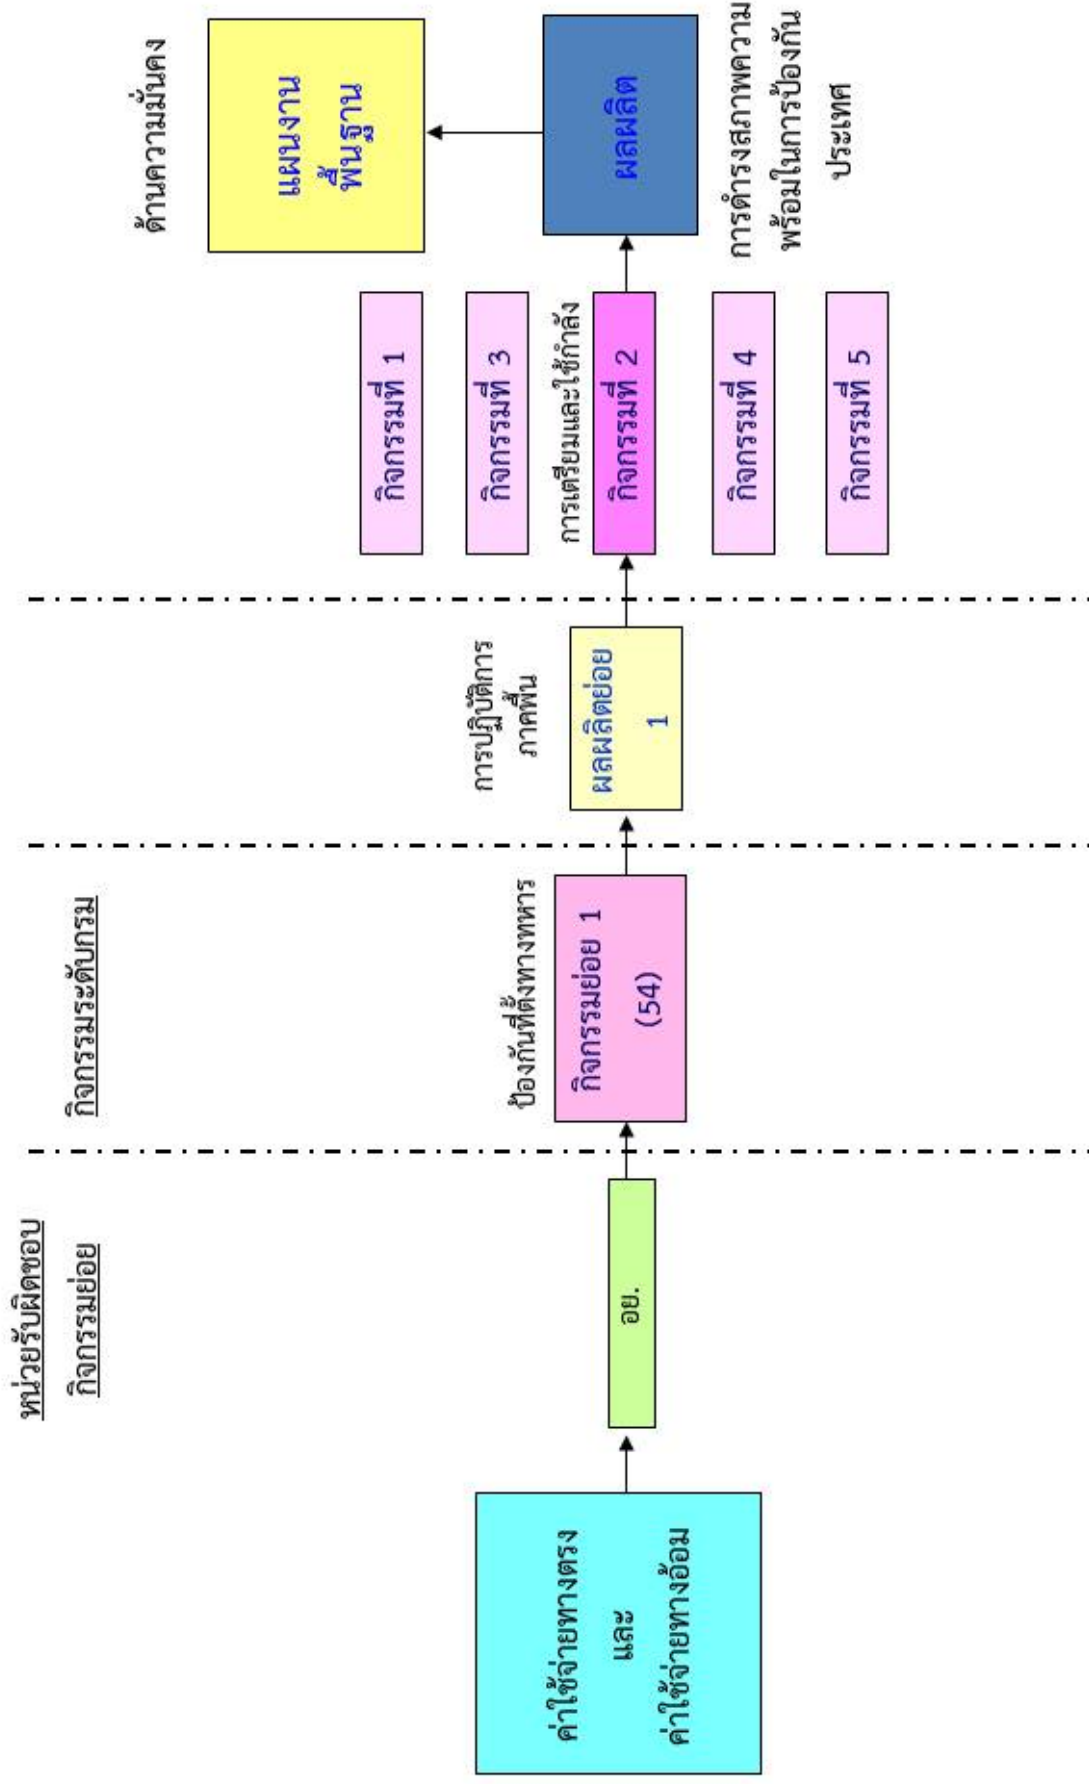 หน่วยรับผิดชอบ
กิจกรรมย่อย
กิจกรรมระดับกรม
ค่าใช้จ่ายทางตรง
และ
ค่าใช้จ่ายทางอ้อม
อย.
ป้องกันที่ตั้งทางทหาร
กิจกรรมย่อย 1
(54)
การปฏิบัติการ
ภาคพื้น
ผลผลิตย่อย
1
กิจกรรมที่ 1
กิจกรรมที่ 3
การเตรียมและใช้กำลัง
กิจกรรมที่ 2
กิจกรรมที่ 4
กิจกรรมที่ 5
ด้านความมั่นคง
แผนงาน
พื้นฐาน
ผลผลิต
การดำรงสภาพความ
พร้อมในการป้องกัน
ประเทศ